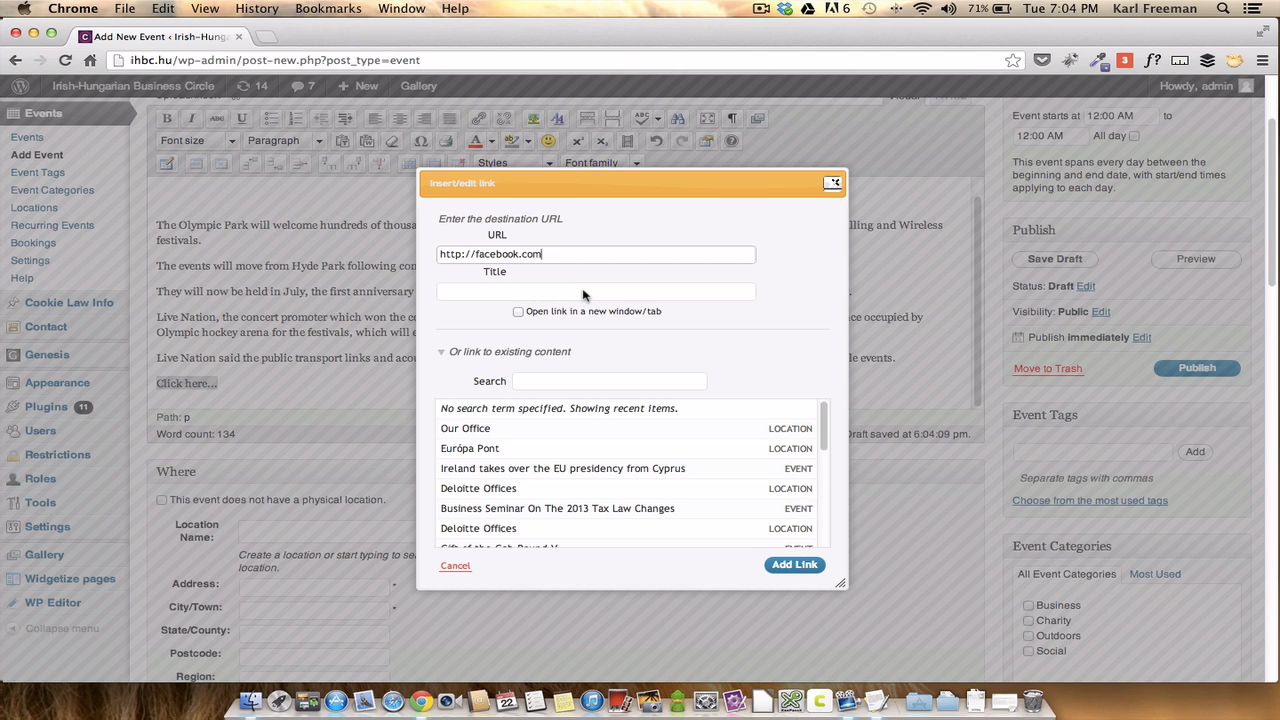 Chrome File Edit View History Bookmarks Window Help 6 71% Tue 7:04 PM Karl Freeman
Add New Event ‹ Irish-Hung
ihbc.hu/wp-admin/post-new.php?post_type=event 3
Irish-Hungarian Business Circle 14 7 + New Gallery Howdy, admin
Events
Events
Add Event
Event Tags
Event Categories
Locations
Recurring Events
Bookings
Settings
Help
Cookie Law Info
Contact
Genesis
Appearance
Plugins 11
Users
Restrictions
Roles
Tools
Settings
Gallery
Widgetize pages
WP Editor
Collapse menu
B I ABC U ABC
Font size Paragraph
Styles Font family
The Olympic Park will welcome hundreds of thousa lling and Wireless
festivals.
The events will move from Hyde Park following con
They will now be held in July, the first anniversary
Live Nation, the concert promoter which won the co nce occupied by
Olympic hockey arena for the festivals, which will e
Live Nation said the public transport links and acou le events.
Click here...
Path: p
Word count: 134 Draft saved at 6:04:09 pm.
Insert/edit link
Enter the destination URL
URL
http://facebook.com
Title
Open link in a new window/tab
Or link to existing content
Search
No search term specified. Showing recent items.
Our Office LOCATION
Európa Pont LOCATION
Ireland takes over the EU presidency from Cyprus EVENT
Deloitte Offices LOCATION
Business Seminar On The 2013 Tax Law Changes EVENT
Deloitte Offices LOCATION
Cancel Add Link
Where
This event does not have a physical location.
Location
Name:
Create a location or start typing to se
location.
Address: *
City/Town: *
State/County:
Postcode:
Region:
Event starts at 12:00 AM to
12:00 AM All day
This event spans every day between the
beginning and end date, with start/end times
applying to each day.
Publish
Save Draft Preview
Status: Draft Edit
Visibility: Public Edit
Publish immediately Edit
Move to Trash Publish
Event Tags
Add
Separate tags with commas
Choose from the most used tags
Event Categories
All Event Categories Most Used
Business
Charity
Outdoors
Social
22